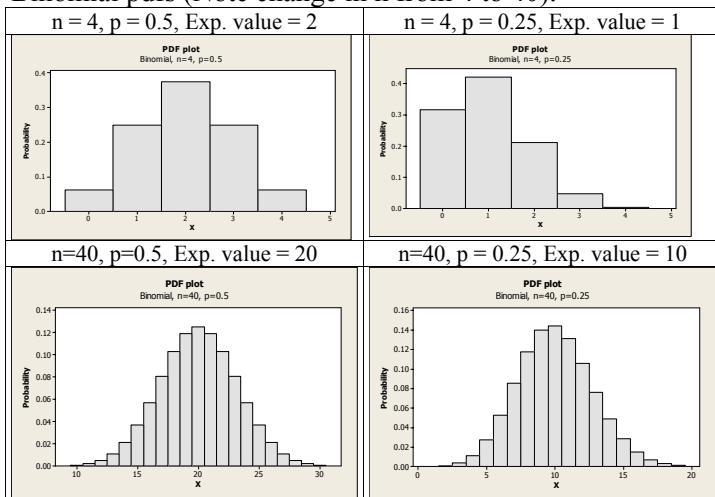 Binomial pdfs (Note change in n from 4 to 40):
n = 4, p = 0.5, Exp. value = 2
PDF plot
Binomial, n=4, p=0.5
Probability
0.4
0.3
0.2
0.1
0.0
0 1 2 3 4 5
x
n = 4, p = 0.25, Exp. value = 1
PDF plot
Binomial, n=4, p=0.25
Probability
0.4
0.3
0.2
0.1
0.0
0 1 2 3 4 5
x
n=40, p=0.5, Exp. value = 20
PDF plot
Binomial, n=40, p=0.5
Probability
0.14
0.12
0.10
0.08
0.06
0.04
0.02
0.00
10 15 20 25 30
x
n=40, p = 0.25, Exp. value = 10
PDF plot
Binomial, n=40, p=0.25
Probability
0.16
0.14
0.12
0.10
0.08
0.06
0.04
0.02
0.00
0 5 10 15 20
x